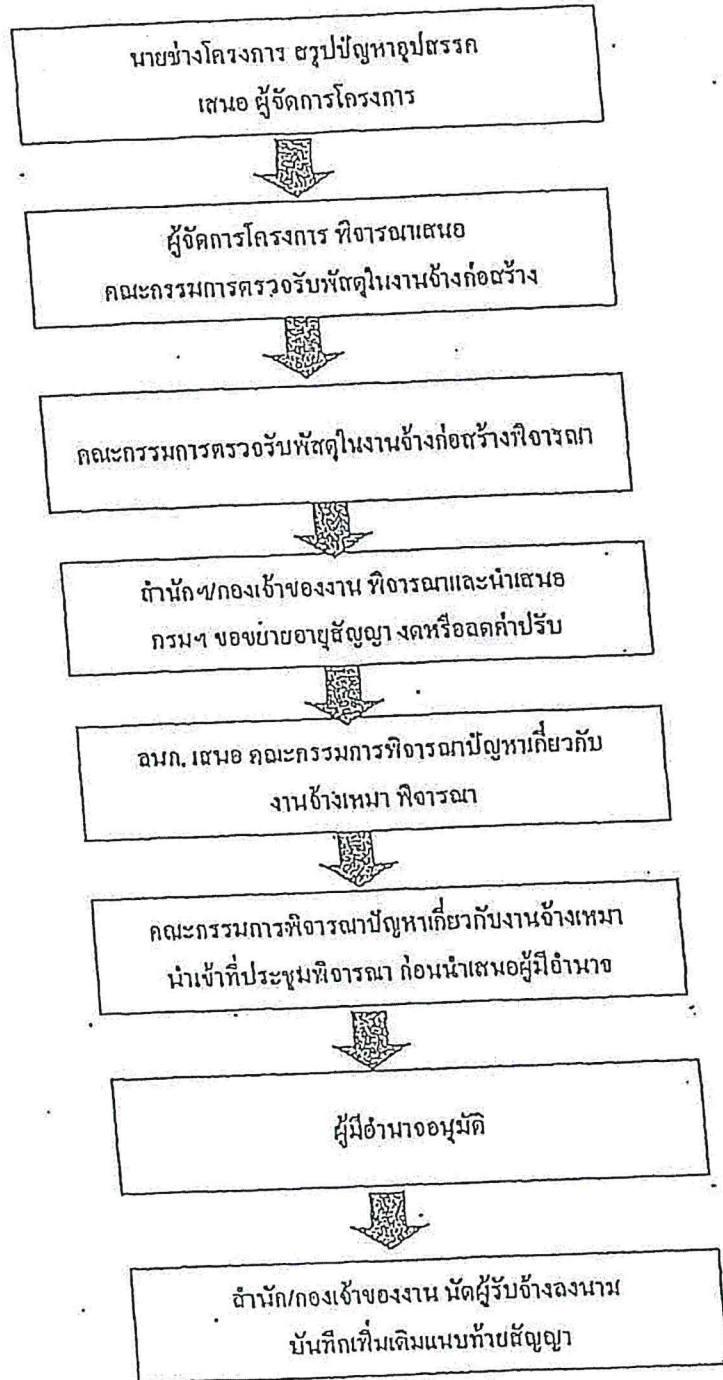 นายช่างโครงการ สรุปปัญหาอุปสรรค
เสนอ ผู้จัดการโครงการ
ผู้จัดการโครงการ พิจารณาเสนอ
คณะกรรมการตรวจรับพัสดุในงานจ้างก่อสร้าง
คณะกรรมการตรวจรับพัสดุในงานจ้างก่อสร้างพิจารณา
สำนักฯ/กองเจ้าของงาน พิจารณาและนำเสนอ
กรมฯ ขอขยายอายุสัญญา งดหรือลดค่าปรับ
ลนก. เสนอ คณะกรรมการพิจารณาปัญหาเกี่ยวกับ
งานจ้างเหมา พิจารณา
คณะกรรมการพิจารณาปัญหาเกี่ยวกับงานจ้างเหมา
นำเข้าที่ประชุมพิจารณา ก่อนนำเสนอผู้มีอำนาจ
ผู้มีอำนาจอนุมัติ
สำนัก/กองเจ้าของงาน นัดผู้รับจ้างลงนาม
บันทึกเพิ่มเติมแนบท้ายสัญญา